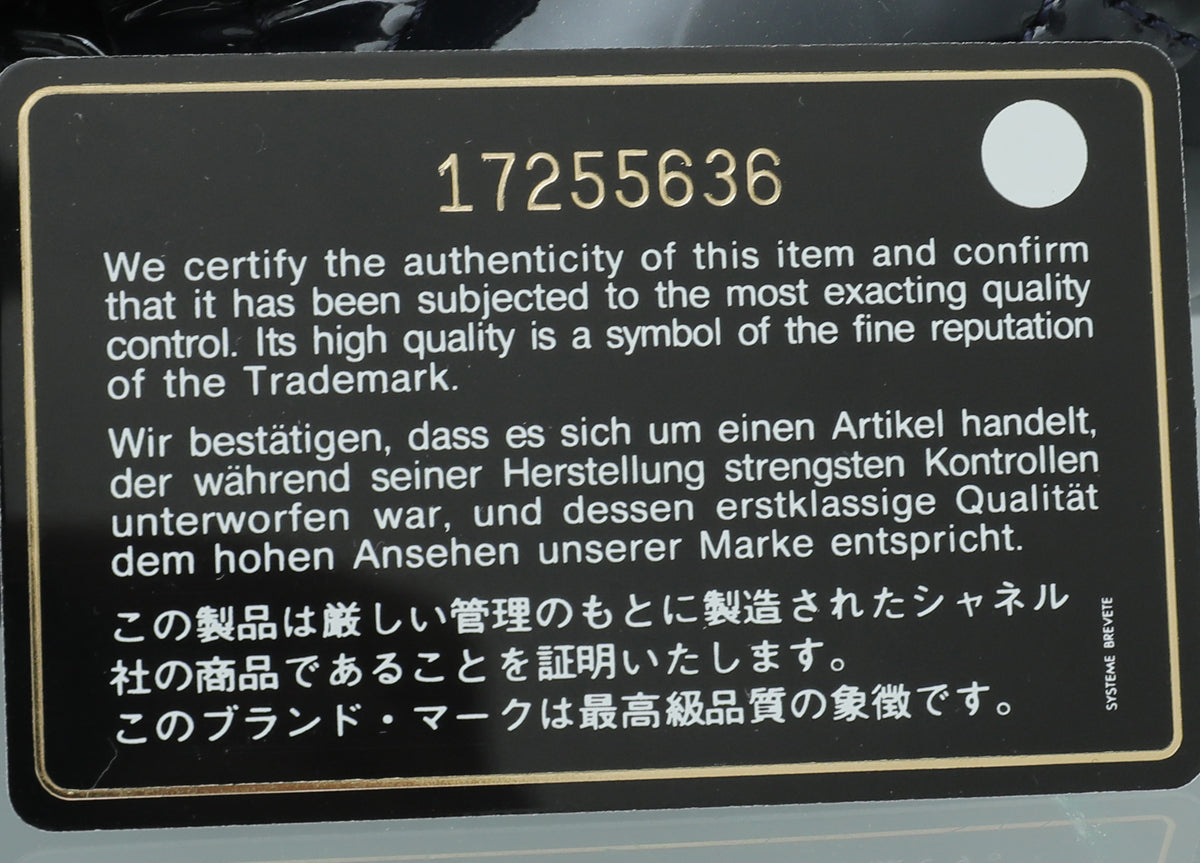 17255636
We certify the authenticity of this item and confirm
that it has been subjected to the most exacting quality
control. Its high quality is a symbol of the fine reputation
of the Trademark.
Wir bestätigen, dass es sich um einen Artikel handelt,
der während seiner Herstellung strengsten Kontrollen
unterworfen war, und dessen erstklassige Qualität
dem hohen Ansehen unserer Marke entspricht.
この製品は厳しい管理のもとに製造されたシャネル
社の商品であることを証明いたします。
このブランド・マークは最高級品質の象徴です。
SYSTEME BREVETE